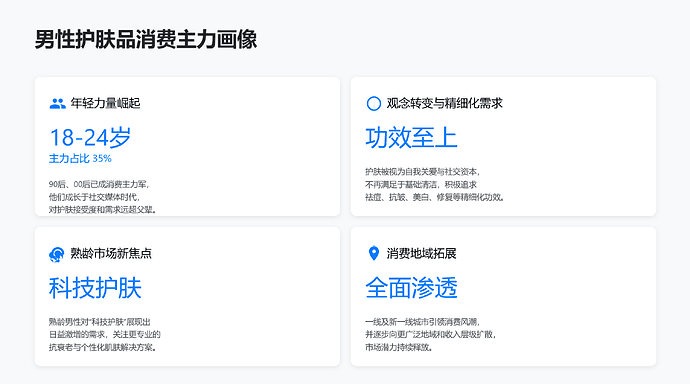 男性护肤品消费主力画像
年轻力量崛起
18-24岁
主力占比 35%
90后、00后已成消费主力军，
他们成长于社交媒体时代，
对护肤接受度和需求远超父辈。
观念转变与精细化需求
功效至上
护肤被视为自我关爱与社交资本，
不再满足于基础清洁，积极追求
祛痘、抗皱、美白、修复等精细化功效。
熟龄市场新焦点
科技护肤
熟龄男性对“科技护肤”展现出
日益激增的需求，关注更专业的
抗衰老与个性化肌肤解决方案。
消费地域拓展
全面渗透
一线及新一线城市引领消费风潮，
并逐步向更广泛地域和收入层级扩散，
市场潜力持续释放。